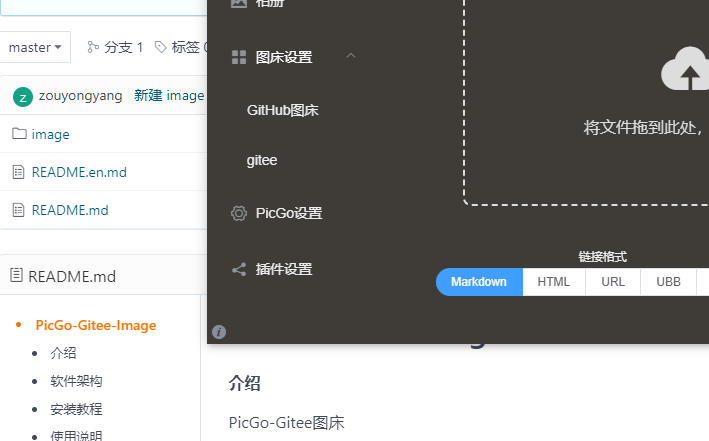 相册
master
分支 1
标签 0
图床设置
z
zouyongyang
新建 image
GitHub图床
image
将文件拖到此处，
gitee
README.en.md
README.md
PicGo设置
链接格式
插件设置
README.md
Markdown
HTML
URL
UBB
PicGo-Gitee-Image
介绍
软件架构
介绍
安装教程
PicGo-Gitee图床
使用说明